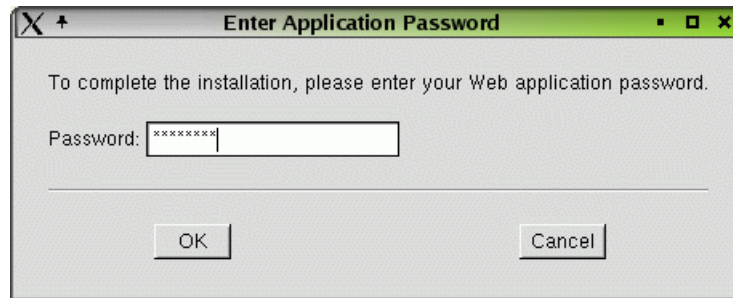 Enter Application Password
To complete the installation, please enter your Web application password.
Password: ********
OK Cancel